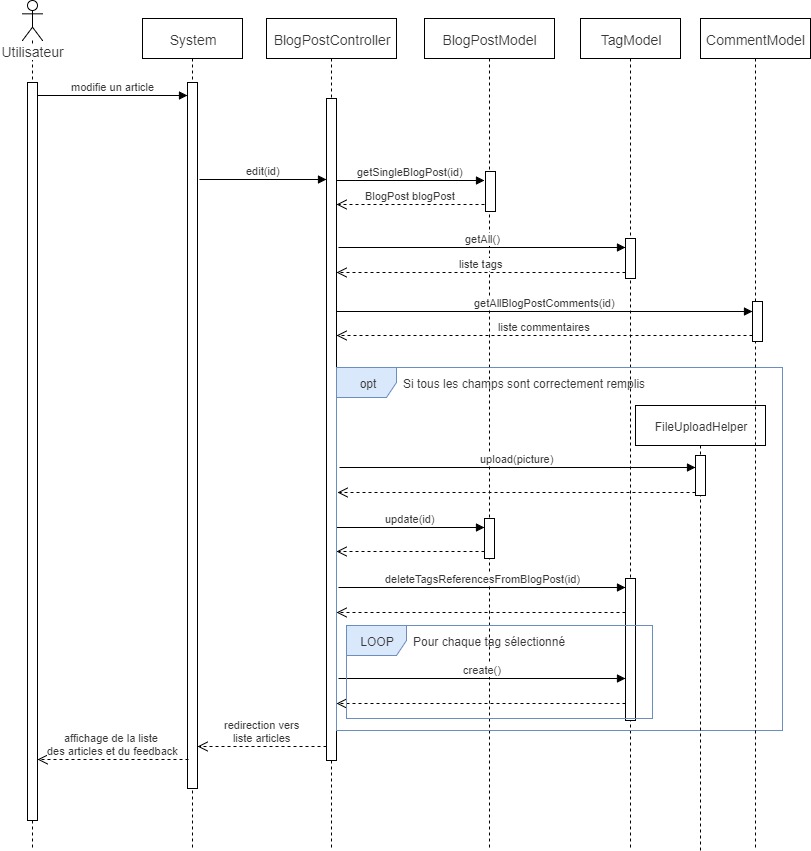 Utilisateur
System
BlogPostController
BlogPostModel
TagModel
CommentModel
modifie un article
edit(id)
getSingleBlogPost(id)
BlogPost blogPost
getAll()
liste tags
getAllBlogPostComments(id)
liste commentaires
opt
Si tous les champs sont correctement remplis
FileUploadHelper
upload(picture)
update(id)
deleteTagsReferencesFromBlogPost(id)
LOOP
Pour chaque tag sélectionné
create()
redirection vers
liste articles
affichage de la liste
des articles et du feedback